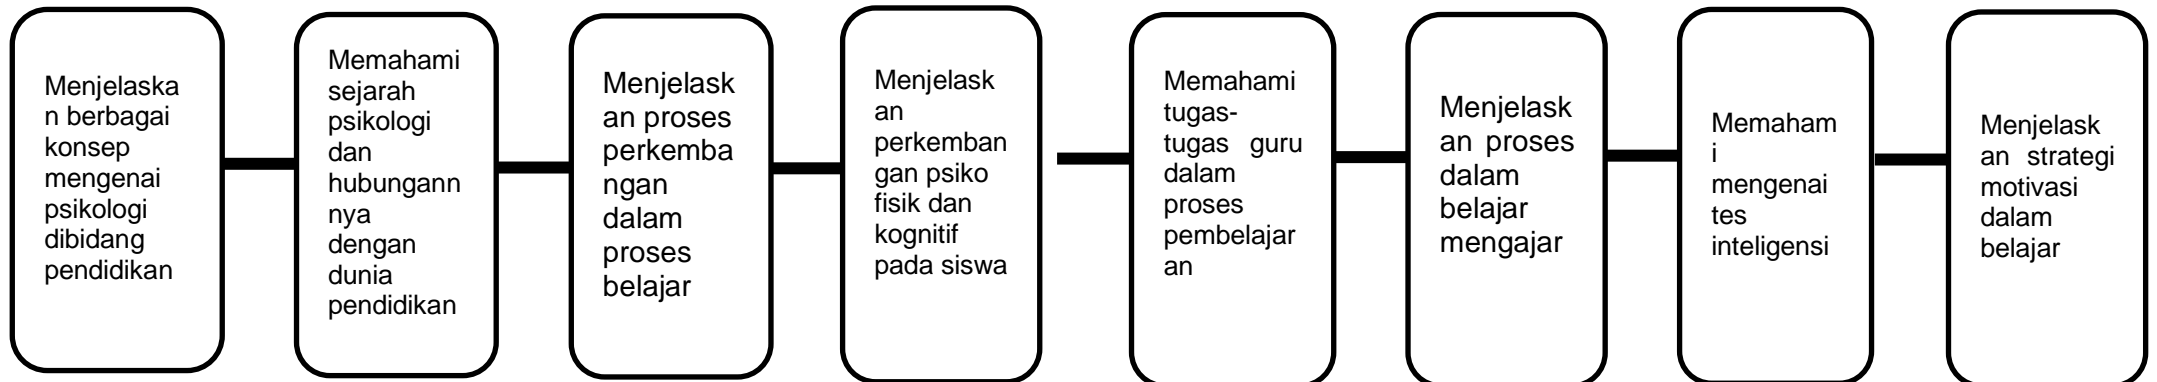 Menjelaska
n berbagai
konsep
mengenai
psikologi
dibidang
pendidikan
Memahami
sejarah
psikologi
dan
hubungann
nya
dengan
dunia
pendidikan
Menjelask
an proses
perkemba
ngan
dalam
proses
belajar
Menjelask
an
perkemban
gan psiko
fisik dan
kognitif
pada siswa
Memahami
tugas-
tugas guru
dalam
proses
pembelajar
an
Menjelask
an proses
dalam
belajar
mengajar
Memaham
i
mengenai
tes
inteligensi
Menjelask
an strategi
motivasi
dalam
belajar